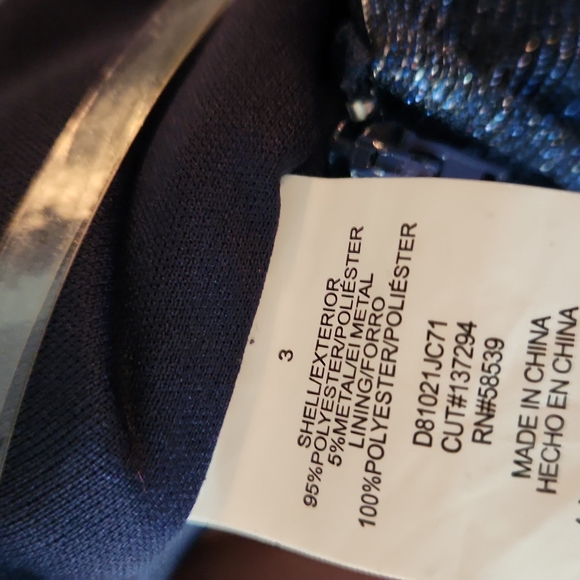 3
SHELL/EXTERIOR
95%POLYESTER/POLIÉSTER
5%METAL/EI METAL
LINING/FORRO
100%POLYESTER/POLIÉSTER
D81021JC71
CUT#137294
RN#58539
MADE IN CHINA
HECHO EN CHINA